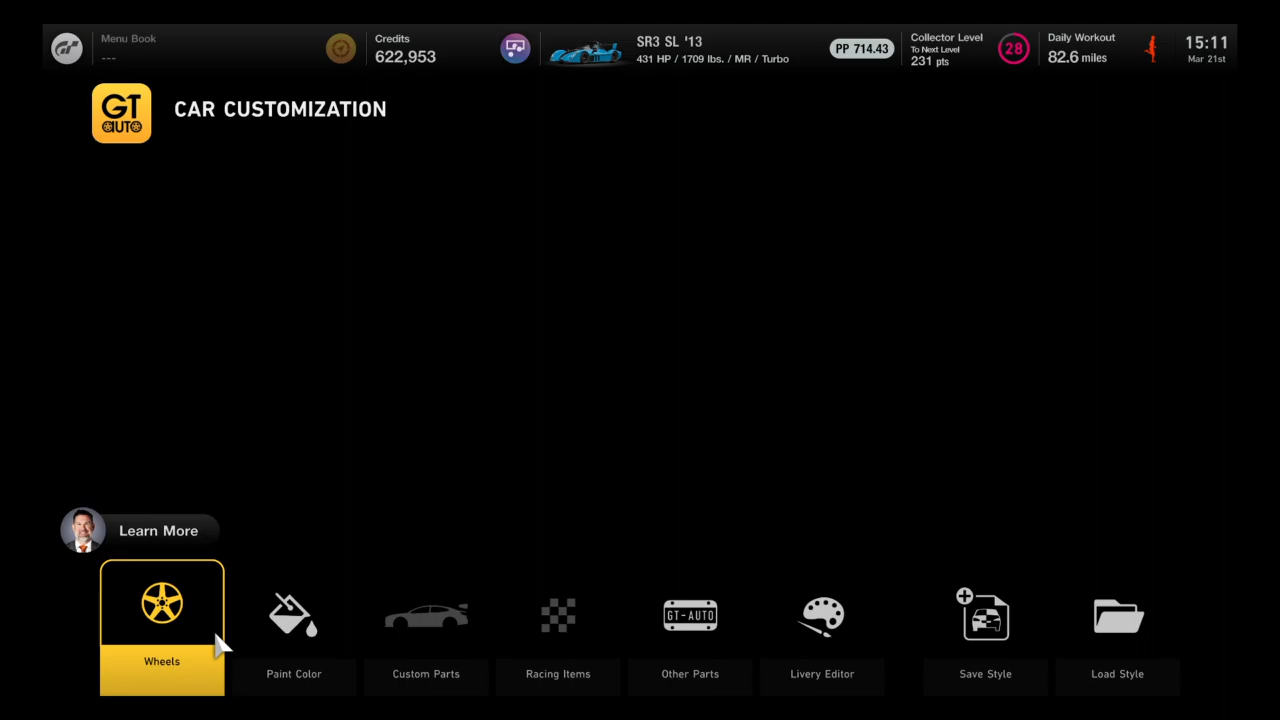 Menu Book
---
Credits
622,953
SR3 SL '13
431 HP / 1709 lbs. / MR / Turbo
PP 714.43
Collector Level
To Next Level
231 pts
28
Daily Workout
82.6 miles
15:11
Mar 21st
GT
AUTO
CAR CUSTOMIZATION
Learn More
GT-AUTO
Wheels
Paint Color
Custom Parts
Racing Items
Other Parts
Livery Editor
Save Style
Load Style